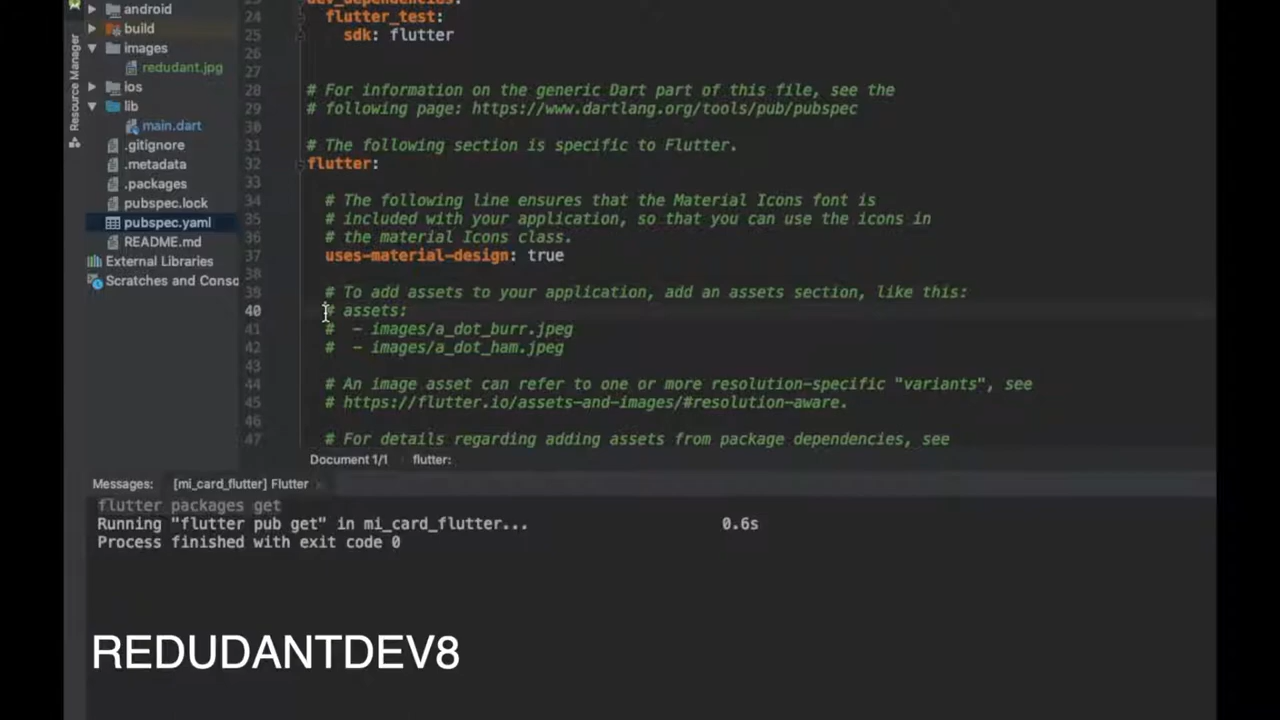 android
build
images
redudant.jpg
ios
lib
main.dart
.gitignore
.metadata
.packages
pubspec.lock
pubspec.yaml
README.md
External Libraries
Scratches and Conso
Resource Manager
dev_dependencies:
24 flutter_test:
25 sdk: flutter
26
27
28 # For information on the generic Dart part of this file, see the
29 # following page: https://www.dartlang.org/tools/pub/pubspec
30
31 # The following section is specific to Flutter.
32 flutter:
33
34 # The following line ensures that the Material Icons font is
35 # included with your application, so that you can use the icons in
36 # the material Icons class.
37 uses-material-design: true
38
39 # To add assets to your application, add an assets section, like this:
40 # assets:
41 #  - images/a_dot_burr.jpeg
42 #  - images/a_dot_ham.jpeg
43
44 # An image asset can refer to one or more resolution-specific "variants", see
45 # https://flutter.io/assets-and-images/#resolution-aware.
46
47 # For details regarding adding assets from package dependencies, see
Document 1/1 flutter:
Messages: [mi_card_flutter] Flutter
flutter packages get
Running "flutter pub get" in mi_card_flutter... 0.6s
Process finished with exit code 0
REDUDANTDEV8